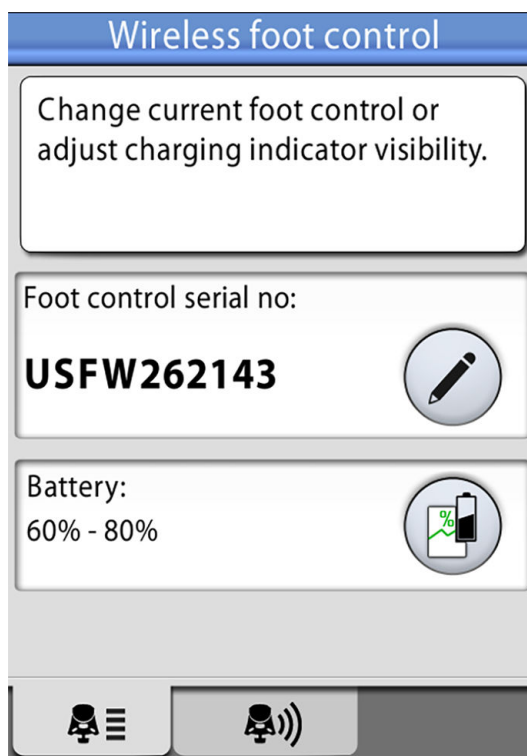 Wireless foot control
Change current foot control or
adjust charging indicator visibility.
Foot control serial no:
USFW262143
Battery:
60% - 80%
%